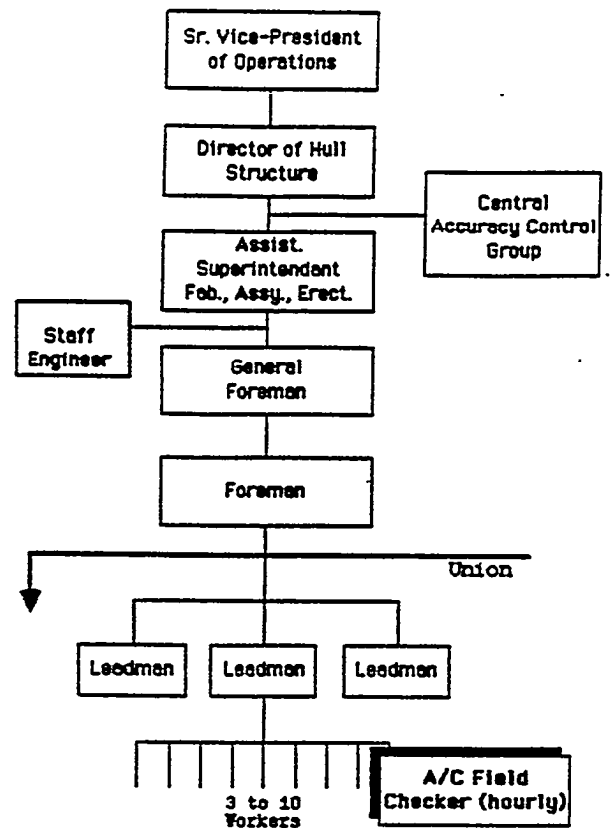 Sr. Vice-President
of Operations
Director of Hull
Structure
Central
Accuracy Control
Group
Assist.
Superintendant
Fab., Assy., Erect.
Staff
Engineer
General
Foreman
Foreman
Union
Leadman
Leadman
Leadman
A/C Field
Checker (hourly)
3 to 10
Workers